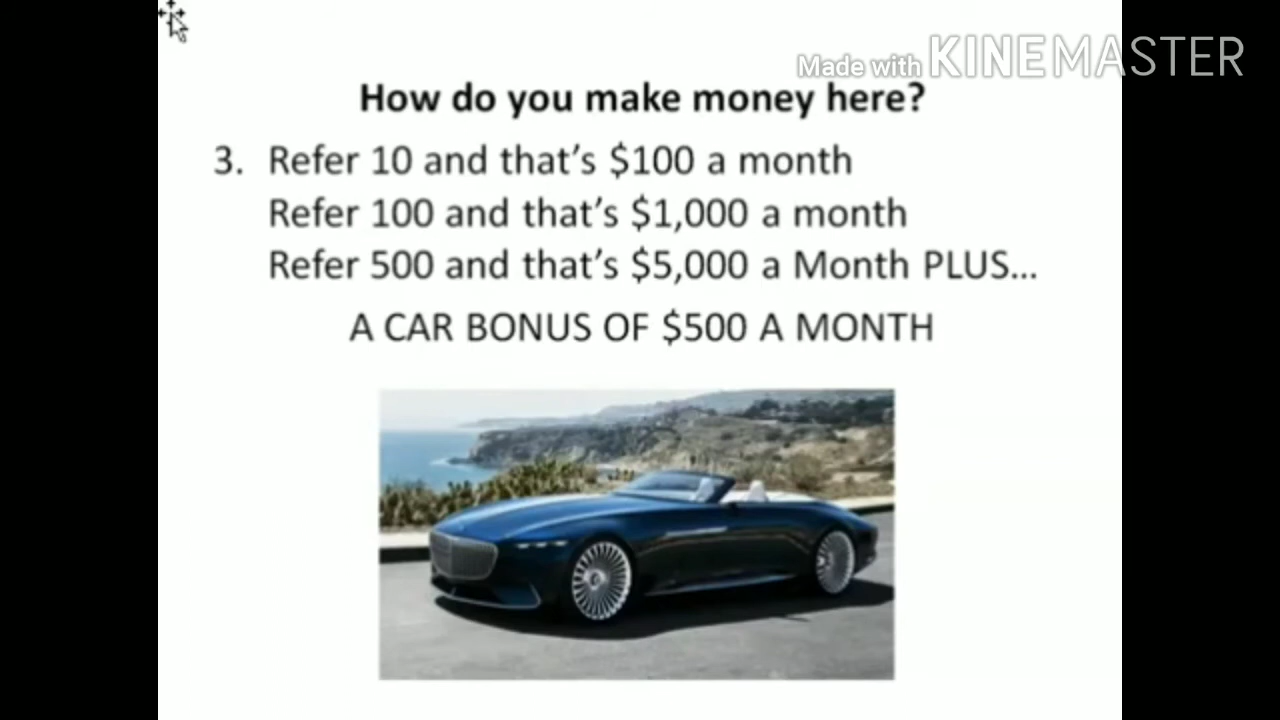 Made with KINEMASTER
How do you make money here?
3. Refer 10 and that's $100 a month
Refer 100 and that's $1,000 a month
Refer 500 and that's $5,000 a Month PLUS...
A CAR BONUS OF $500 A MONTH